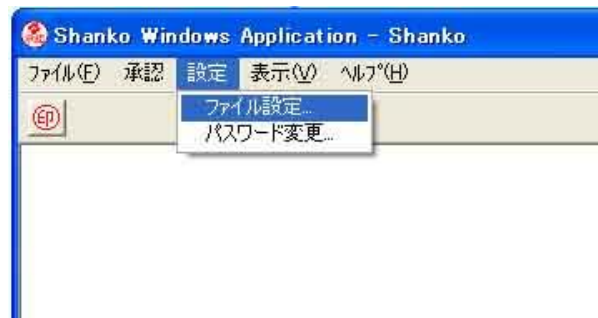 Shanko Windows Application - Shanko
ファイル(F) 承認 設定 表示(V) ヘルプ(H)
印 ファイル設定...
パスワード変更...